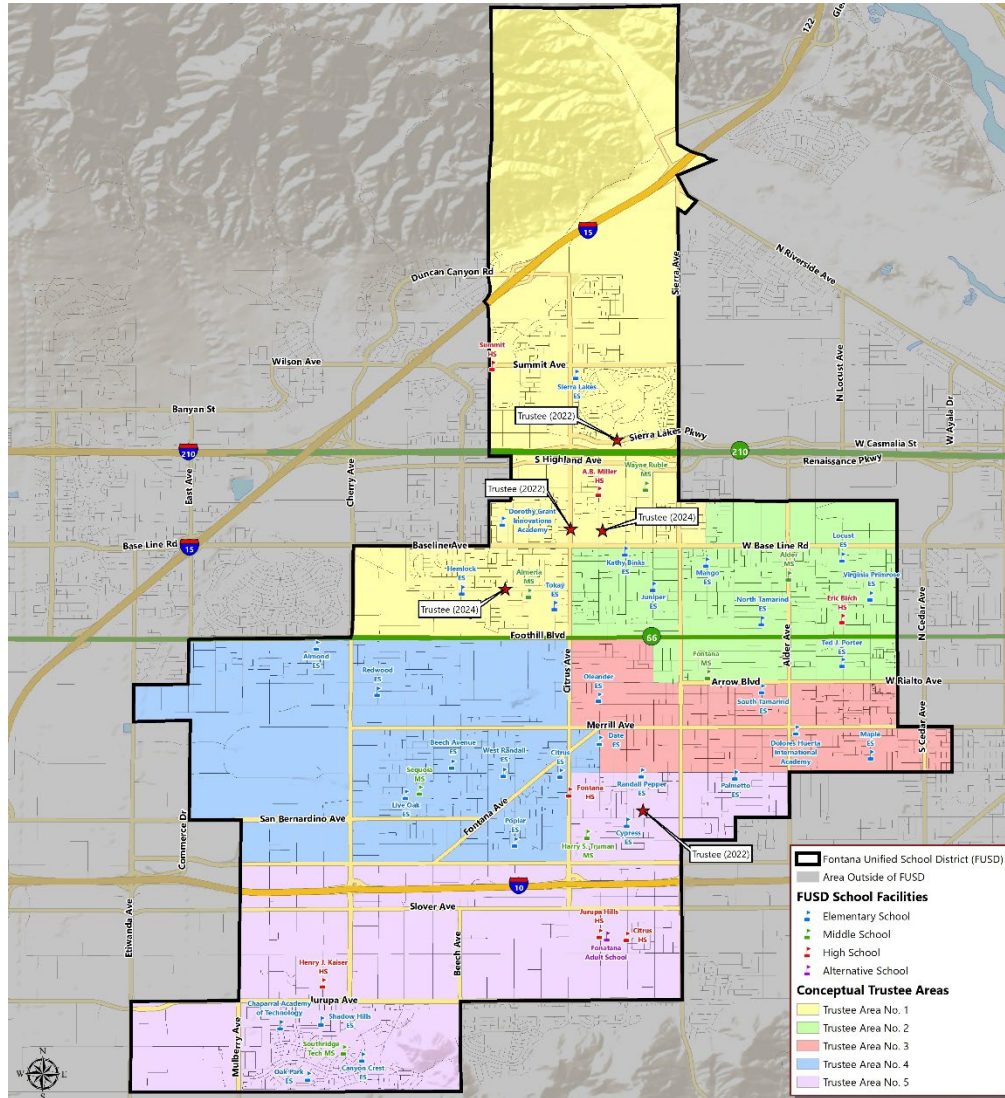 122
Gle
15
Duncan Canyon Rd
Sierra Ave
N Riverside Ave
Summit
HS
Wilson Ave
Summit Ave
N Locust Ave
Sierra Lakes
ES
Banyan St
Trustee (2022)
Sierra Lakes Pkwy
W Casmalia St
N Ayala Dr
210
210
Renaissance Pkwy
S Highland Ave
Wayne Ruble
MS
A.B. Miller
HS
East Ave
Cherry Ave
Trustee (2022)
Trustee (2024)
Dorothy Grant
Innovations
Academy
Locust
ES
Base Line Rd
15
Baseline Ave
W Base Line Rd
Kathy Binks
ES
Mango
ES
Alder
MS
Hemlock
ES
Almeria
MS
Tokay
ES
Virginia Primrose
ES
Juniper
ES
North Tamarind
ES
Eric Birch
HS
Trustee (2024)
N Cedar Ave
Foothill Blvd
66
Alder Ave
Almond
ES
Ted J. Porter
ES
Fontana
MS
Redwood
ES
Citrus Ave
Oleander
ES
Arrow Blvd
W Rialto Ave
South Tamarind
ES
Merrill Ave
S Cedar Ave
Date
ES
Dolores Huerta
International
Academy
Maple
ES
Beech Avenue
ES
West Randall
ES
Citrus
ES
Sequoia
MS
Randall Pepper
ES
Palmetto
ES
Fontana
HS
Live Oak
ES
Trustee (2022)
San Bernardino Ave
Fontana Ave
Poplar
ES
Cypress
ES
Harry S. Truman
MS
Commerce Dr
10
Slover Ave
Etiwanda Ave
Beech Ave
Jurupa Hills
HS
Citrus
HS
Fonatana
Adult School
Henry J. Kaiser
HS
Jurupa Ave
Chaparral Academy
of Technology
Shadow Hills
ES
Mulberry Ave
Southridge
Tech MS
Canyon Crest
ES
Oak Park
ES
N
W E
S
Fontana Unified School District (FUSD)
Area Outside of FUSD
FUSD School Facilities
Elementary School
Middle School
High School
Alternative School
Conceptual Trustee Areas
Trustee Area No. 1
Trustee Area No. 2
Trustee Area No. 3
Trustee Area No. 4
Trustee Area No. 5